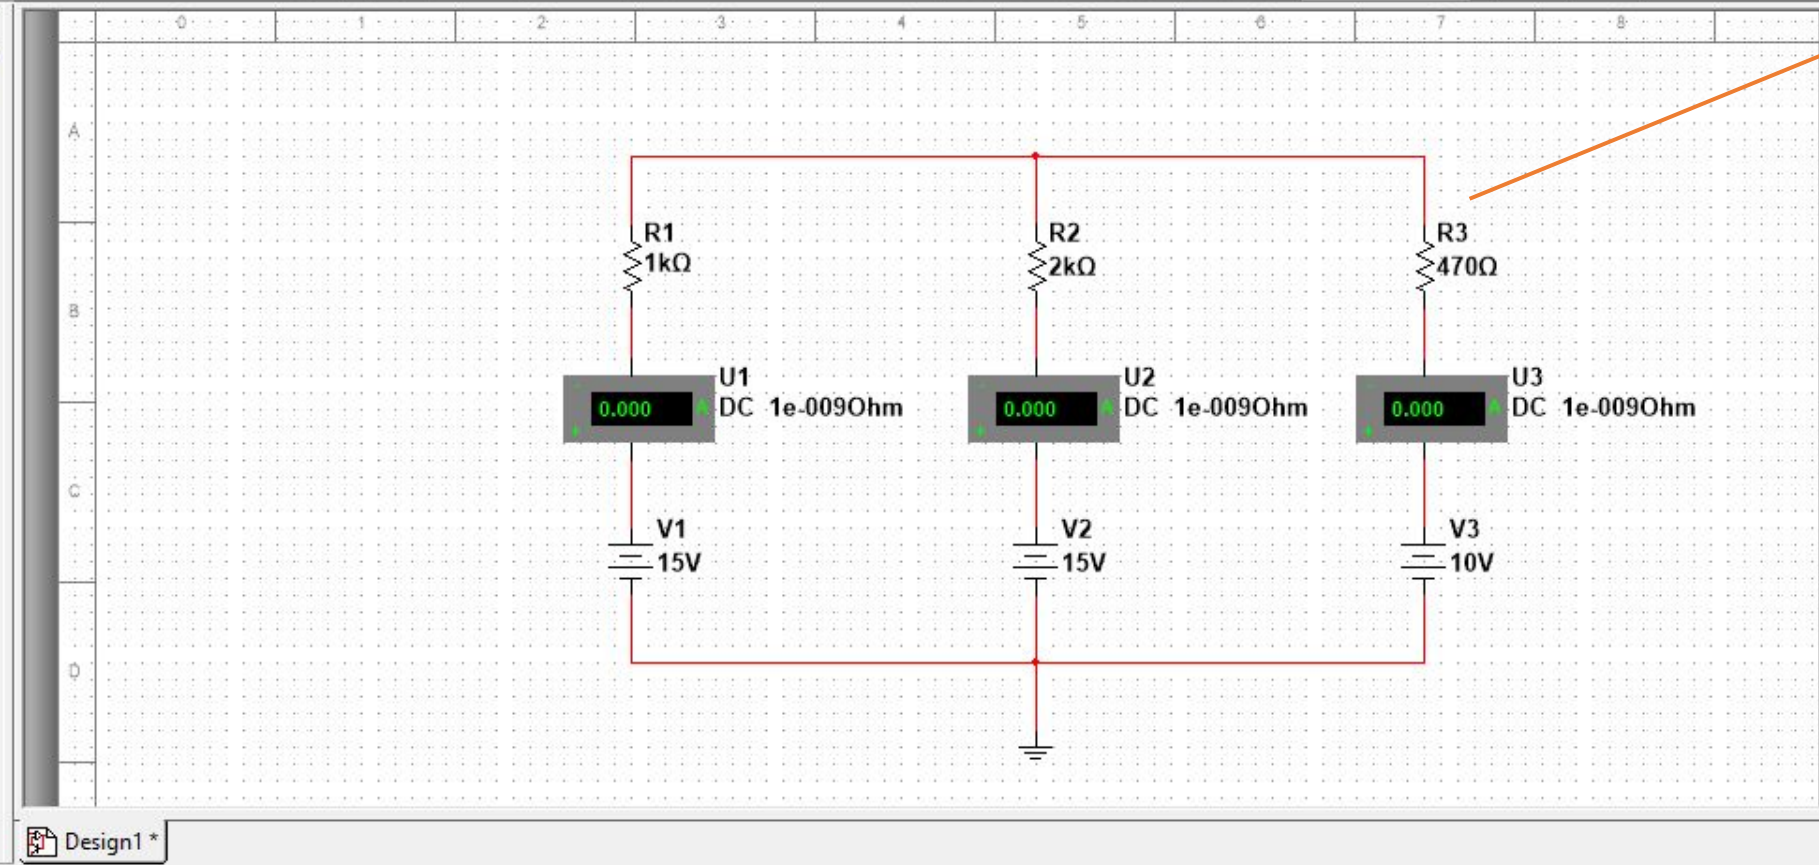 0 1 2 3 4 5 6 7 8
A
R1 R2 R3
1kΩ 2kΩ 470Ω
B
U1 U2 U3
0.000 A DC 1e-009Ohm 0.000 A DC 1e-009Ohm 0.000 A DC 1e-009Ohm
C
V1 V2 V3
15V 15V 10V
D
Design1 *